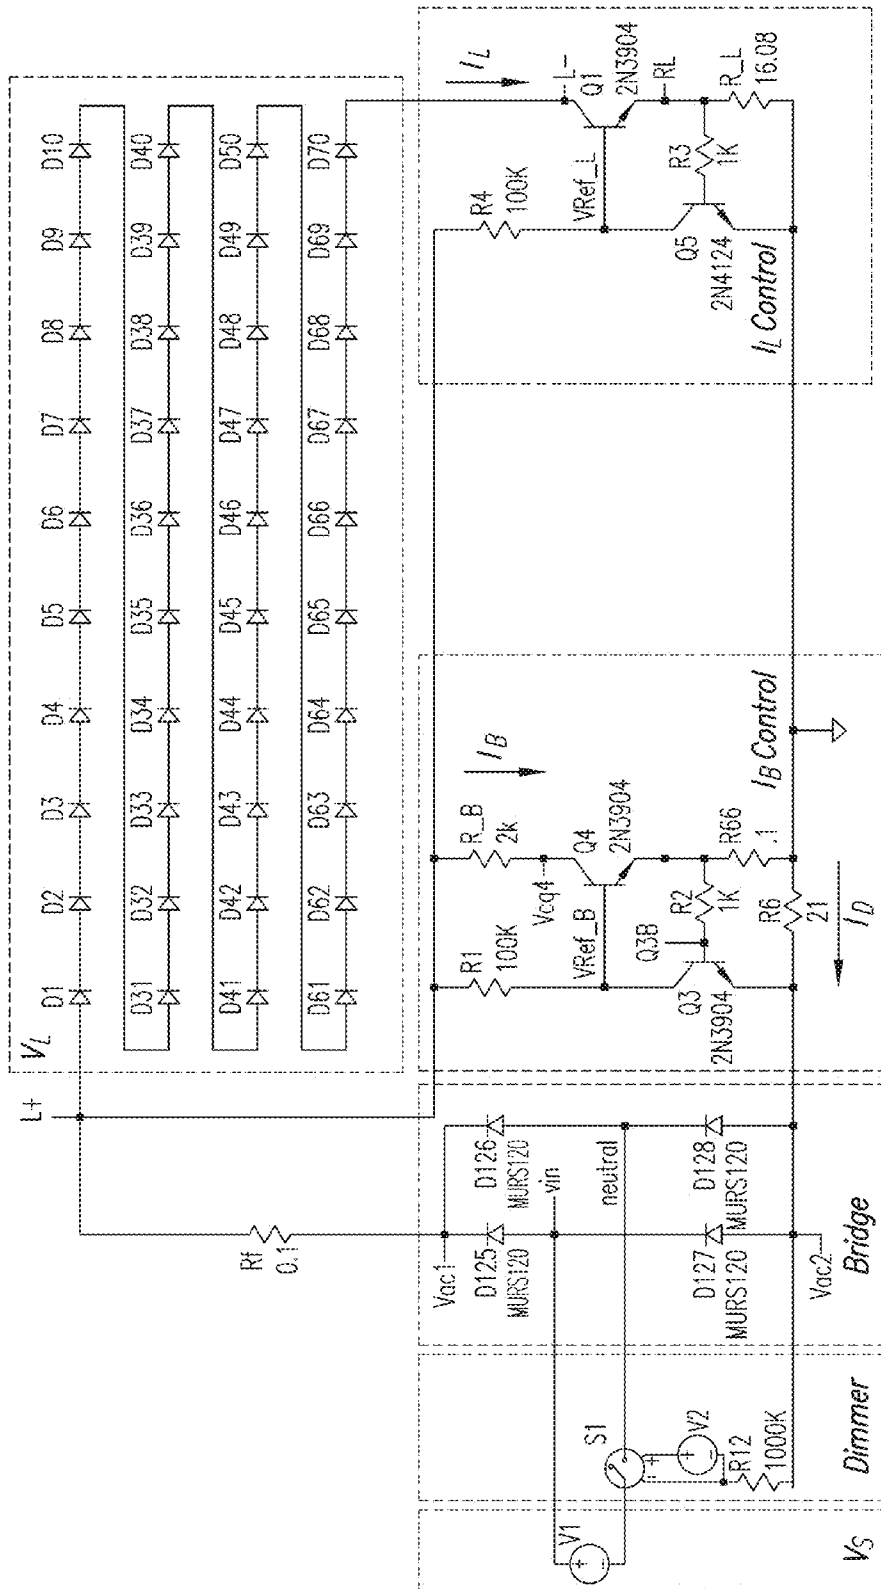 L+
V_L
D1 D2 D3 D4 D5 D6 D7 D8 D9 D10
D31 D32 D33 D34 D35 D36 D37 D38 D39 D40
D41 D42 D43 D44 D45 D46 D47 D48 D49 D50
D61 D62 D63 D64 D65 D66 D67 D68 D69 D70
Rf
0.1
V1
V_S
S1
+
-
V2
+
-
R12
1000K
Dimmer
Vac1
D125
MURS120
D126
MURS120
vin
neutral
D127
MURS120
D128
MURS120
Vac2
Bridge
R1
100K
R_B
2k
I_B
Vcq4
VRef_B
Q4
2N3904
Q3B
R2
1K
Q3
2N3904
R66
.1
R6
21
I_D
I_B Control
R4
100K
I_L
L-
VRef_L
Q1
2N3904
RL
R3
1K
Q5
2N4124
R_L
16.08
I_L Control